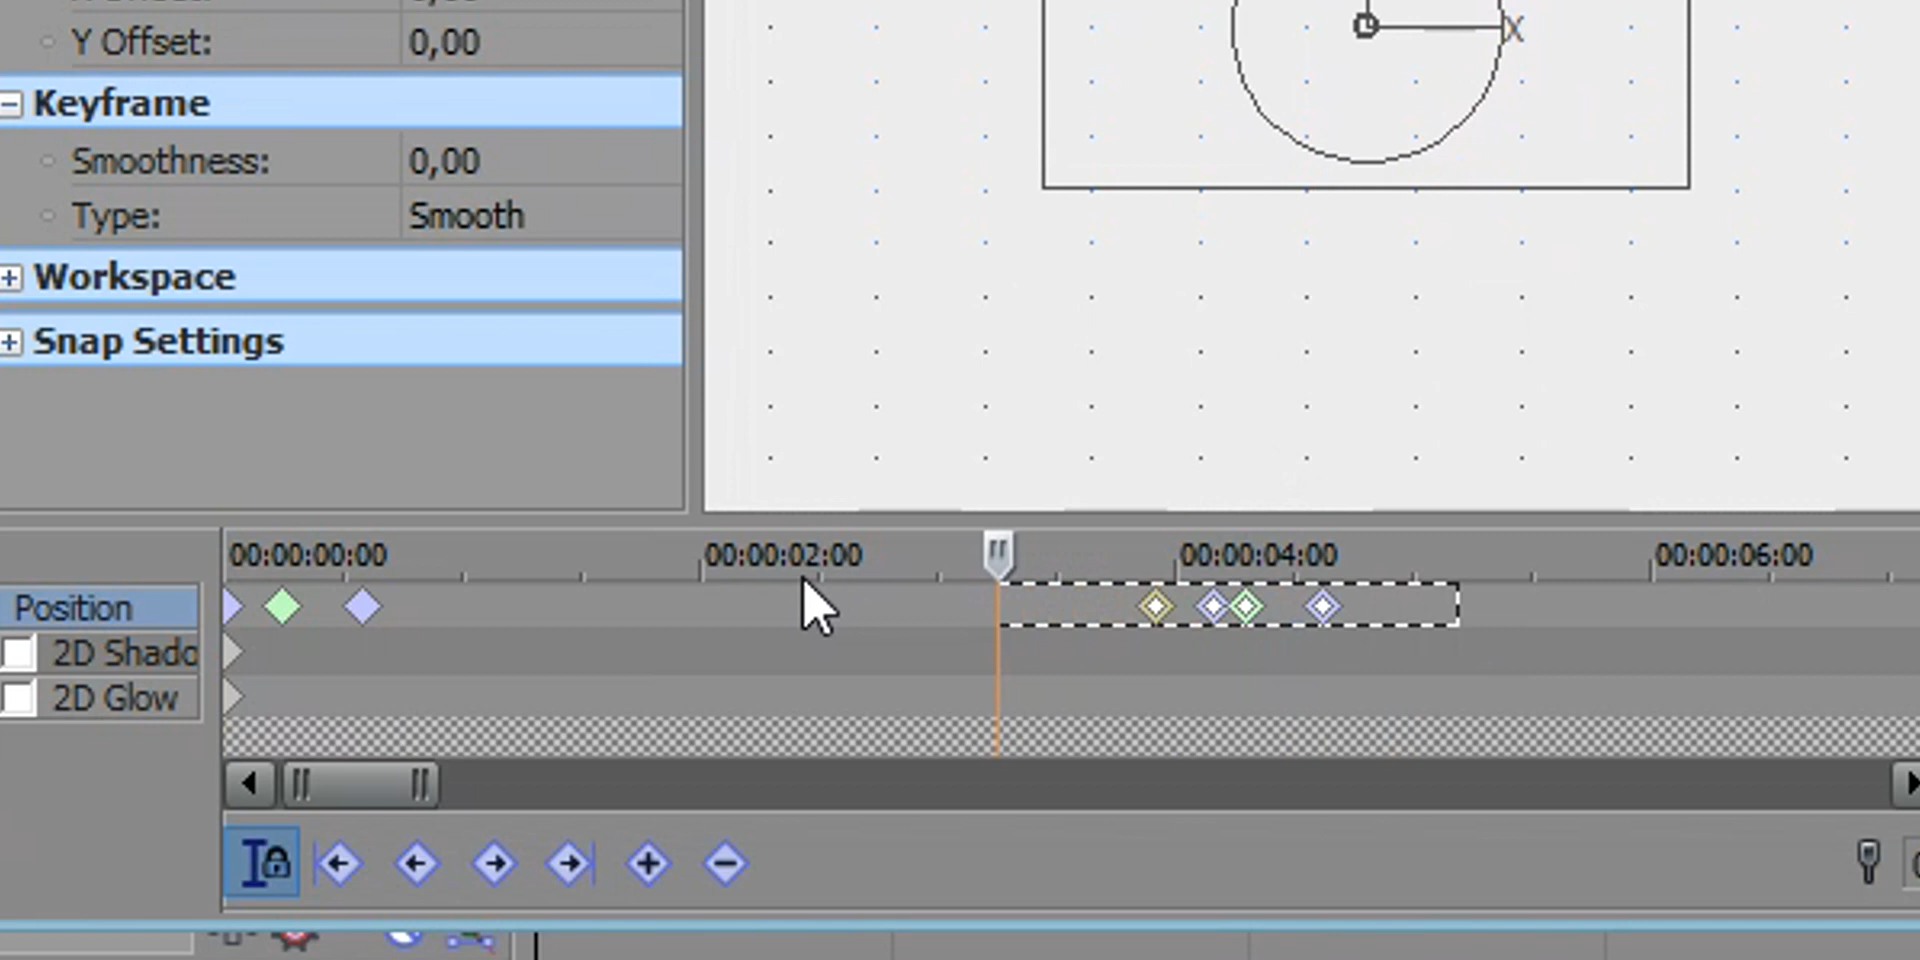 Y Offset: 0,00
Keyframe
Smoothness: 0,00
Type: Smooth
Workspace
Snap Settings
X
00:00:00:00 00:00:02:00 00:00:04:00 00:00:06:00
Position
2D Shado
2D Glow